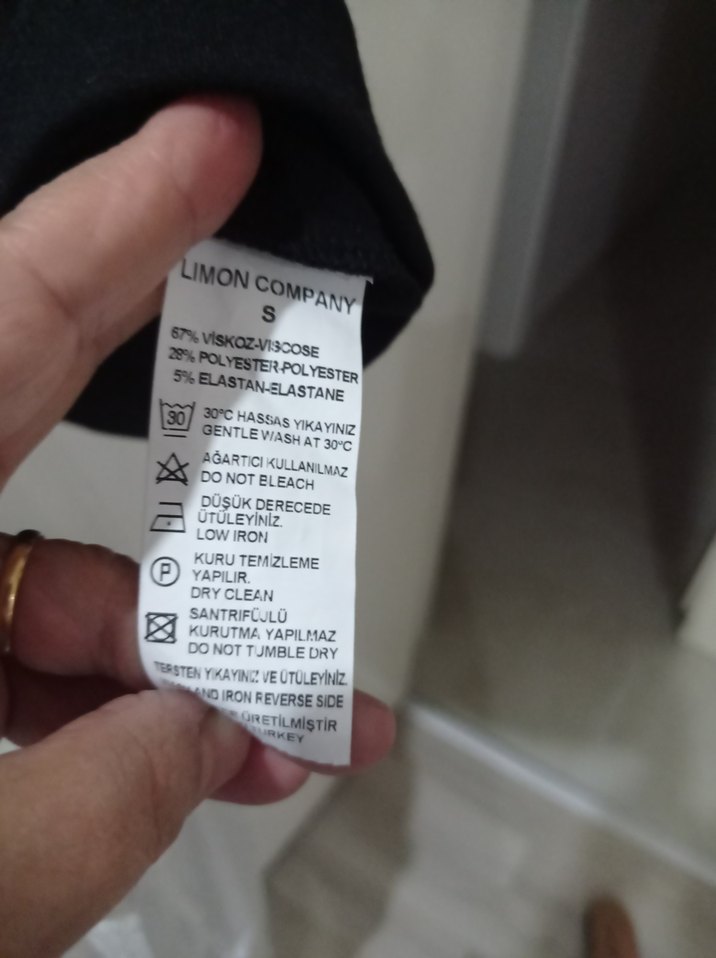 LIMON COMPANY
S
67% VİSKOZ-VISCOSE
28% POLYESTER-POLYESTER
5% ELASTAN-ELASTANE
30 30°C HASSAS YIKAYINIZ
GENTLE WASH AT 30°C
AĞARTICI KULLANILMAZ
DO NOT BLEACH
DÜŞÜK DERECEDE
ÜTÜLEYİNİZ.
LOW IRON
P KURU TEMİZLEME
YAPILIR.
DRY CLEAN
SANTRIFÜJLÜ
KURUTMA YAPILMAZ
DO NOT TUMBLE DRY
TERSTEN YIKAYINIZ VE ÜTÜLEYİNİZ.
AND IRON REVERSE SIDE
ÜRETİLMİŞTİR
TURKEY